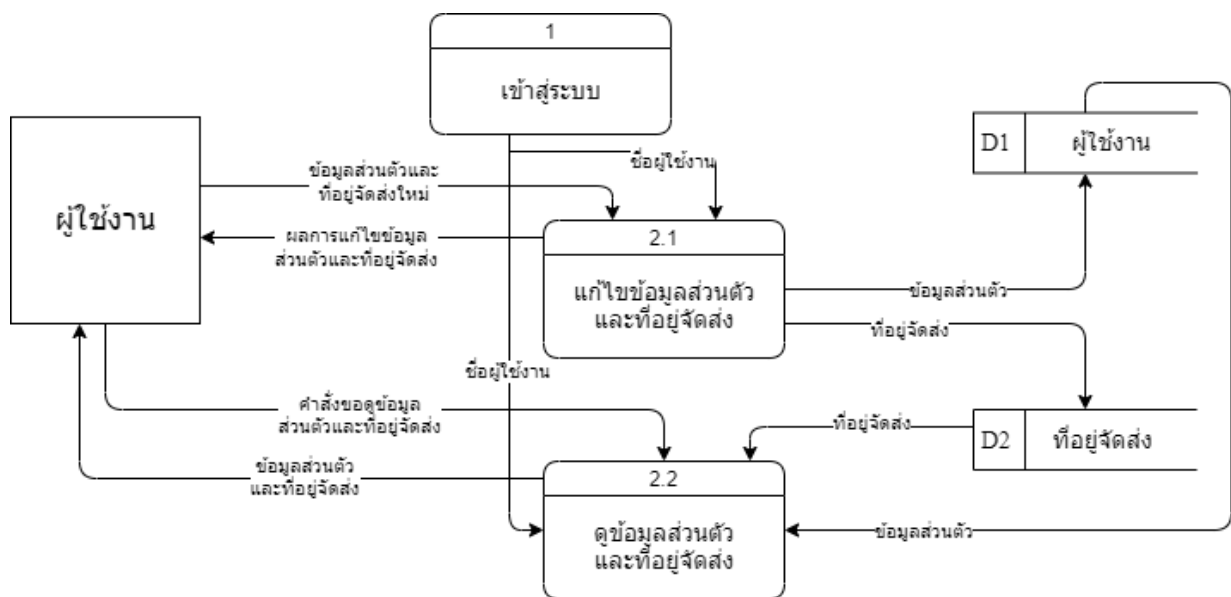 1
เข้าสู่ระบบ
D1
ผู้ใช้งาน
ผู้ใช้งาน
ข้อมูลส่วนตัวและ
ที่อยู่จัดส่งใหม่
ชื่อผู้ใช้งาน
ผลการแก้ไขข้อมูล
ส่วนตัวและที่อยู่จัดส่ง
2.1
แก้ไขข้อมูลส่วนตัว
และที่อยู่จัดส่ง
ข้อมูลส่วนตัว
ที่อยู่จัดส่ง
ชื่อผู้ใช้งาน
คำสั่งขอดูข้อมูล
ส่วนตัวและที่อยู่จัดส่ง
ที่อยู่จัดส่ง
D2
ที่อยู่จัดส่ง
ข้อมูลส่วนตัว
และที่อยู่จัดส่ง
2.2
ดูข้อมูลส่วนตัว
และที่อยู่จัดส่ง
ข้อมูลส่วนตัว